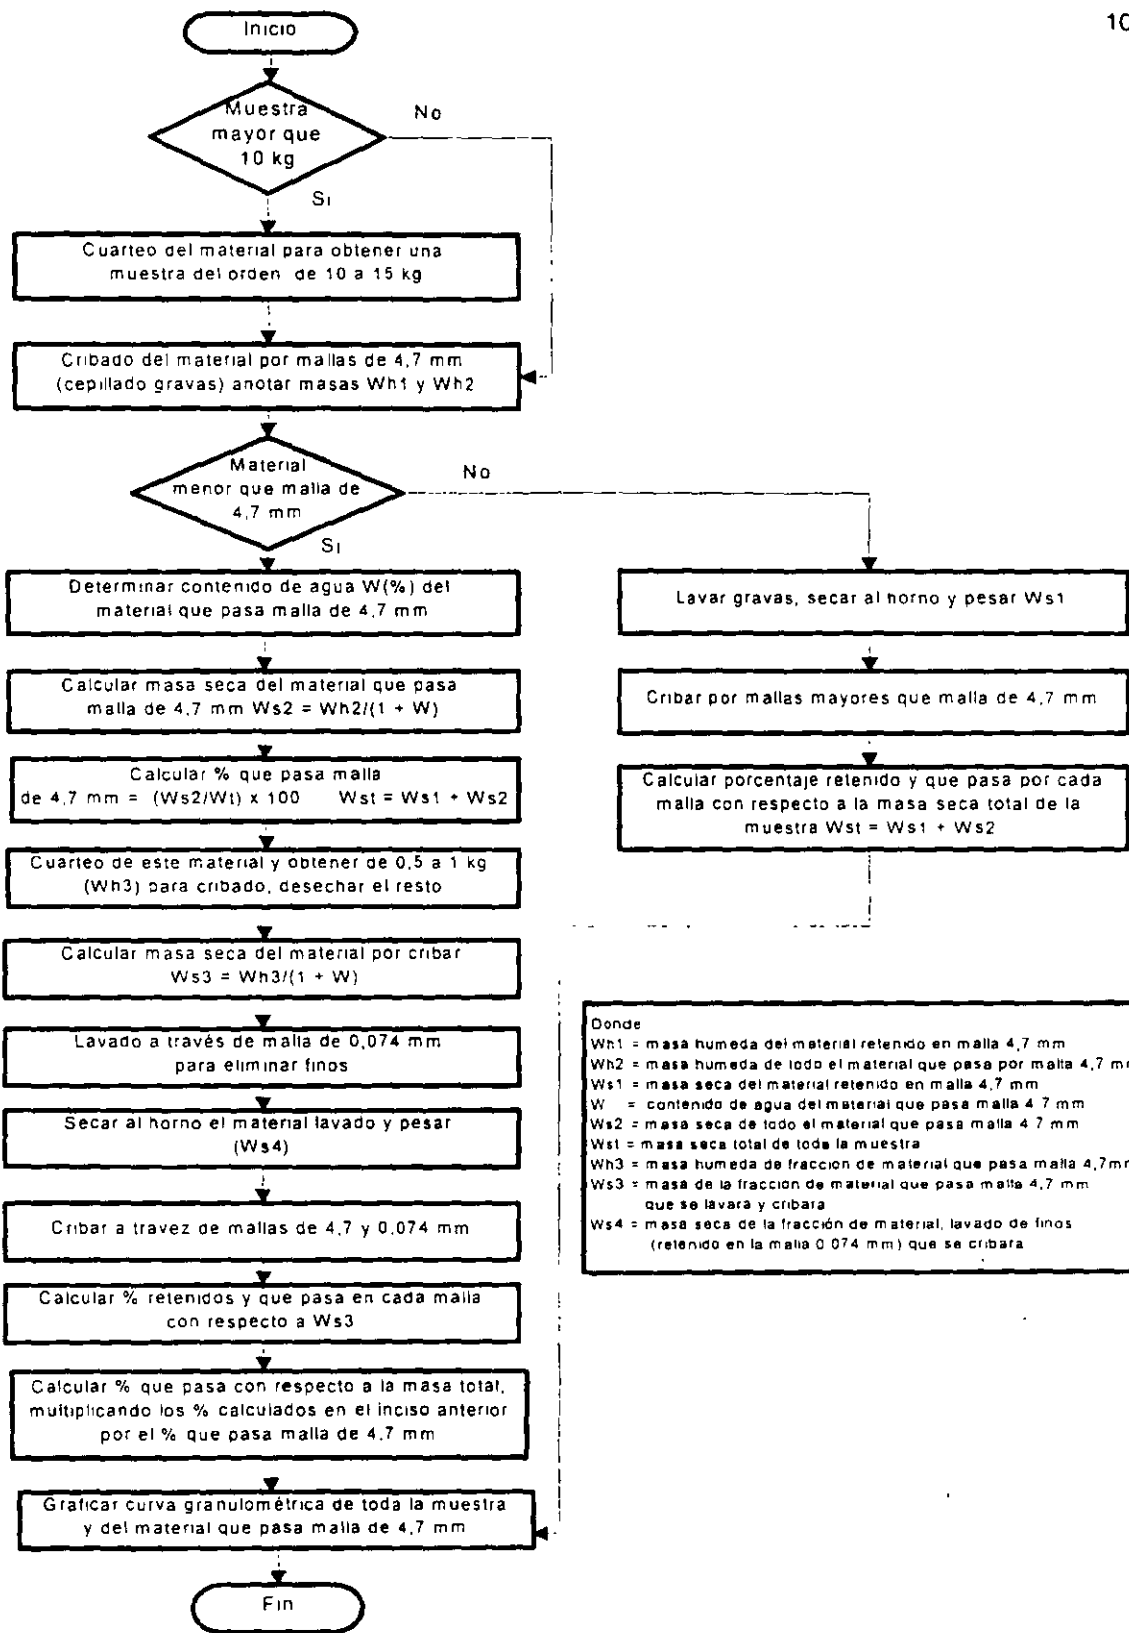 10
Inicio
Muestra
mayor que
10 kg
No
Si
Cuarteo del material para obtener una
muestra del orden de 10 a 15 kg
Cribado del material por mallas de 4,7 mm
(cepillado gravas) anotar masas Wh1 y Wh2
Material
menor que malla de
4,7 mm
No
Si
Determinar contenido de agua W(%) del
material que pasa malla de 4,7 mm
Calcular masa seca del material que pasa
malla de 4,7 mm Ws2 = Wh2/(1 + W)
Calcular % que pasa malla
de 4,7 mm = (Ws2/Wt) x 100 Wst = Ws1 + Ws2
Cuarteo de este material y obtener de 0,5 a 1 kg
(Wh3) para cribado, desechar el resto
Calcular masa seca del material por cribar
Ws3 = Wh3/(1 + W)
Lavado a través de malla de 0,074 mm
para eliminar finos
Secar al horno el material lavado y pesar
(Ws4)
Cribar a travez de mallas de 4,7 y 0,074 mm
Calcular % retenidos y que pasa en cada malla
con respecto a Ws3
Calcular % que pasa con respecto a la masa total,
multiplicando los % calculados en el inciso anterior
por el % que pasa malla de 4,7 mm
Graficar curva granulométrica de toda la muestra
y del material que pasa malla de 4,7 mm
Fin
Lavar gravas, secar al horno y pesar Ws1
Cribar por mallas mayores que malla de 4,7 mm
Calcular porcentaje retenido y que pasa por cada
malla con respecto a la masa seca total de la
muestra Wst = Ws1 + Ws2
Donde
Wh1 = masa humeda del material retenido en malla 4,7 mm
Wh2 = masa humeda de todo el material que pasa por malla 4,7 mm
Ws1 = masa seca del material retenido en malla 4,7 mm
W = contenido de agua del material que pasa malla 4 7 mm
Ws2 = masa seca de todo el material que pasa malla 4 7 mm
Wst = masa seca total de toda la muestra
Wh3 = masa humeda de fraccion de material que pasa malla 4,7mm
Ws3 = masa de la fraccion de material que pasa malla 4,7 mm
que se lavara y cribara
Ws4 = masa seca de la fracción de material, lavado de finos
(retenido en la malla 0 074 mm) que se cribara